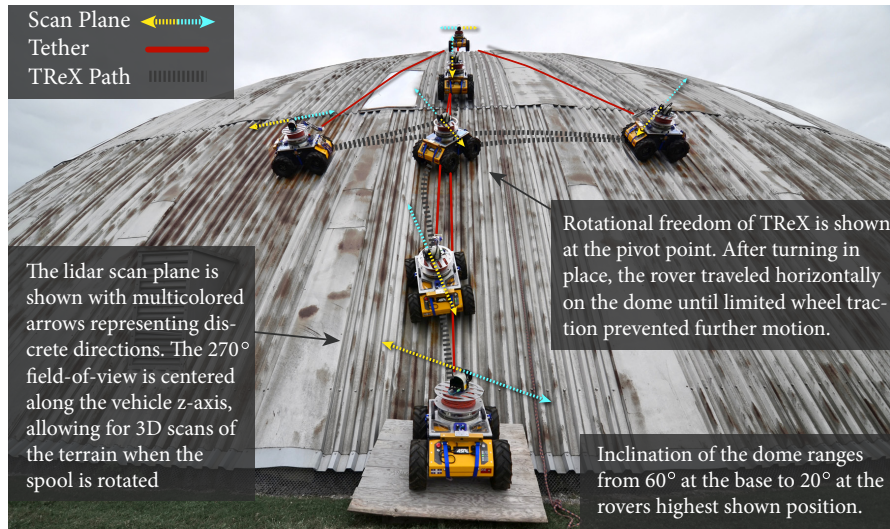 Scan Plane
Tether
TReX Path
Rotational freedom of TReX is shown
at the pivot point. After turning in
place, the rover traveled horizontally
on the dome until limited wheel trac-
tion prevented further motion.
The lidar scan plane is
shown with multicolored
arrows representing dis-
crete directions. The 270°
field-of-view is centered
along the vehicle z-axis,
allowing for 3D scans of
the terrain when the
spool is rotated
Inclination of the dome ranges
from 60° at the base to 20° at the
rovers highest shown position.